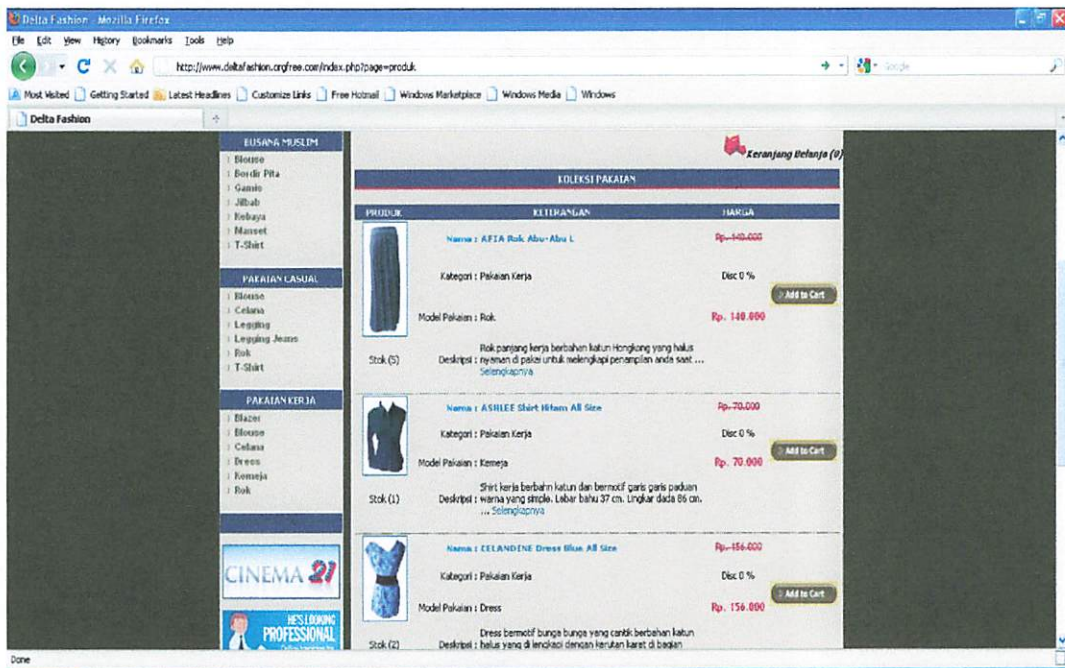 Delta Fashion - Mozilla Firefox
File Edit View History Bookmarks Tools Help
http://www.deltafashion.orgfree.com/index.php?page=produk
Google
Most Visited Getting Started Latest Headlines Customize Links Free Hotmail Windows Marketplace Windows Media Windows
Delta Fashion
BUSANA MUSLIM
Blouse
Bordir Pita
Gamis
Jilbab
Kebaya
Manset
T-Shirt
PAKAIAN CASUAL
Blouse
Celana
Legging
Legging Jeans
Rok
T-Shirt
PAKAIAN KERJA
Blazer
Blouse
Celana
Dress
Kemeja
Rok
CINEMA 21
HE'S LOOKING
PROFESSIONAL
Keranjang Belanja (0)
KOLEKSI PAKAIAN
PRODUK KETERANGAN HARGA
Nama : AFIA Rok Abu-Abu L Rp. 140.000
Kategori : Pakaian Kerja Disc 0 %
Add to Cart
Model Pakaian : Rok Rp. 140.000
Rok panjang kerja berbahan katun Hongkong yang halus
Stok (5) Deskripsi : nyaman di pakai untuk melengkapi penampilan anda saat ...
Selengkapnya
Nama : ASHLEE Shirt Hitam All Size Rp. 70.000
Kategori : Pakaian Kerja Disc 0 %
Add to Cart
Model Pakaian : Kemeja Rp. 70.000
Shirt kerja berbahn katun dan bermotif garis garis paduan
Stok (1) Deskripsi : warna yang simple. Lebar bahu 37 cm. Lingkar dada 86 cm.
... Selengkapnya
Nama : CELANDINE Dress Blue All Size Rp. 156.000
Kategori : Pakaian Kerja Disc 0 %
Add to Cart
Model Pakaian : Dress Rp. 156.000
Dress bermotif bunga bunga yang cantik berbahan katun
Stok (2) Deskripsi : halus yang di lengkapi dengan kerutan karet di bagian
Done